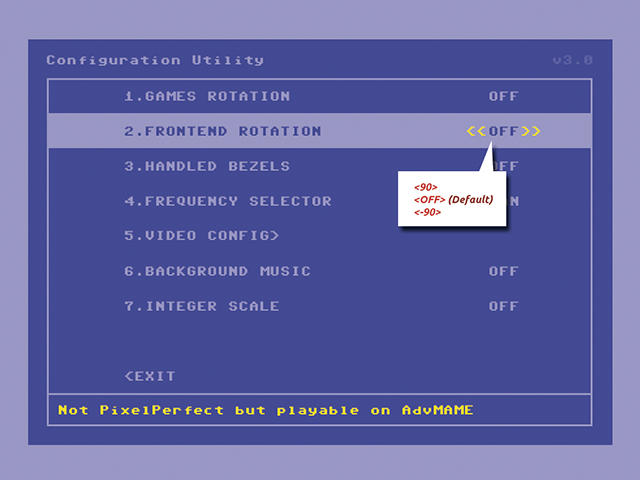 Configuration Utility v3.0
1.GAMES ROTATION OFF
2.FRONTEND ROTATION <<OFF>>
3.HANDLED BEZELS OFF
<90>
<OFF> (Default)
<-90>
4.FREQUENCY SELECTOR
5.VIDEO CONFIG>
6.BACKGROUND MUSIC OFF
7.INTEGER SCALE OFF
<EXIT
Not PixelPerfect but playable on AdvMAME